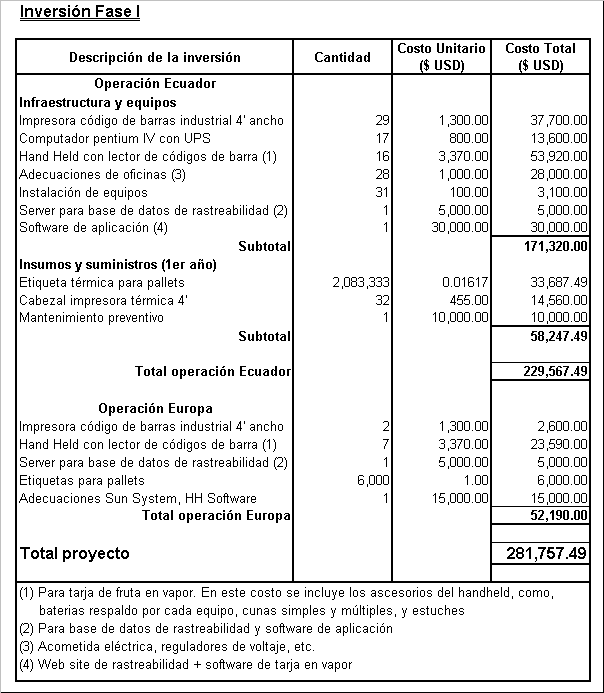 Inversión Fase I
Descripción de la inversión Cantidad Costo Unitario ($ USD) Costo Total ($ USD)
Operación Ecuador
Infraestructura y equipos
Impresora código de barras industrial 4' ancho 29 1,300.00 37,700.00
Computador pentium IV con UPS 17 800.00 13,600.00
Hand Held con lector de códigos de barra (1) 16 3,370.00 53,920.00
Adecuaciones de oficinas (3) 28 1,000.00 28,000.00
Instalación de equipos 31 100.00 3,100.00
Server para base de datos de rastreabilidad (2) 1 5,000.00 5,000.00
Software de aplicación (4) 1 30,000.00 30,000.00
Subtotal 171,320.00
Insumos y suministros (1er año)
Etiqueta térmica para pallets 2,083,333 0.01617 33,687.49
Cabezal impresora térmica 4' 32 455.00 14,560.00
Mantenimiento preventivo 1 10,000.00 10,000.00
Subtotal 58,247.49
Total operación Ecuador 229,567.49
Operación Europa
Impresora código de barras industrial 4' ancho 2 1,300.00 2,600.00
Hand Held con lector de códigos de barra (1) 7 3,370.00 23,590.00
Server para base de datos de rastreabilidad (2) 1 5,000.00 5,000.00
Etiquetas para pallets 6,000 1.00 6,000.00
Adecuaciones Sun System, HH Software 1 15,000.00 15,000.00
Total operación Europa 52,190.00
Total proyecto 281,757.49
(1) Para tarja de fruta en vapor. En este costo se incluye los ascesorios del handheld, como,
baterias respaldo por cada equipo, cunas simples y múltiples, y estuches
(2) Para base de datos de rastreabilidad y software de aplicación
(3) Acometida eléctrica, reguladores de voltaje, etc.
(4) Web site de rastreabilidad + software de tarja en vapor